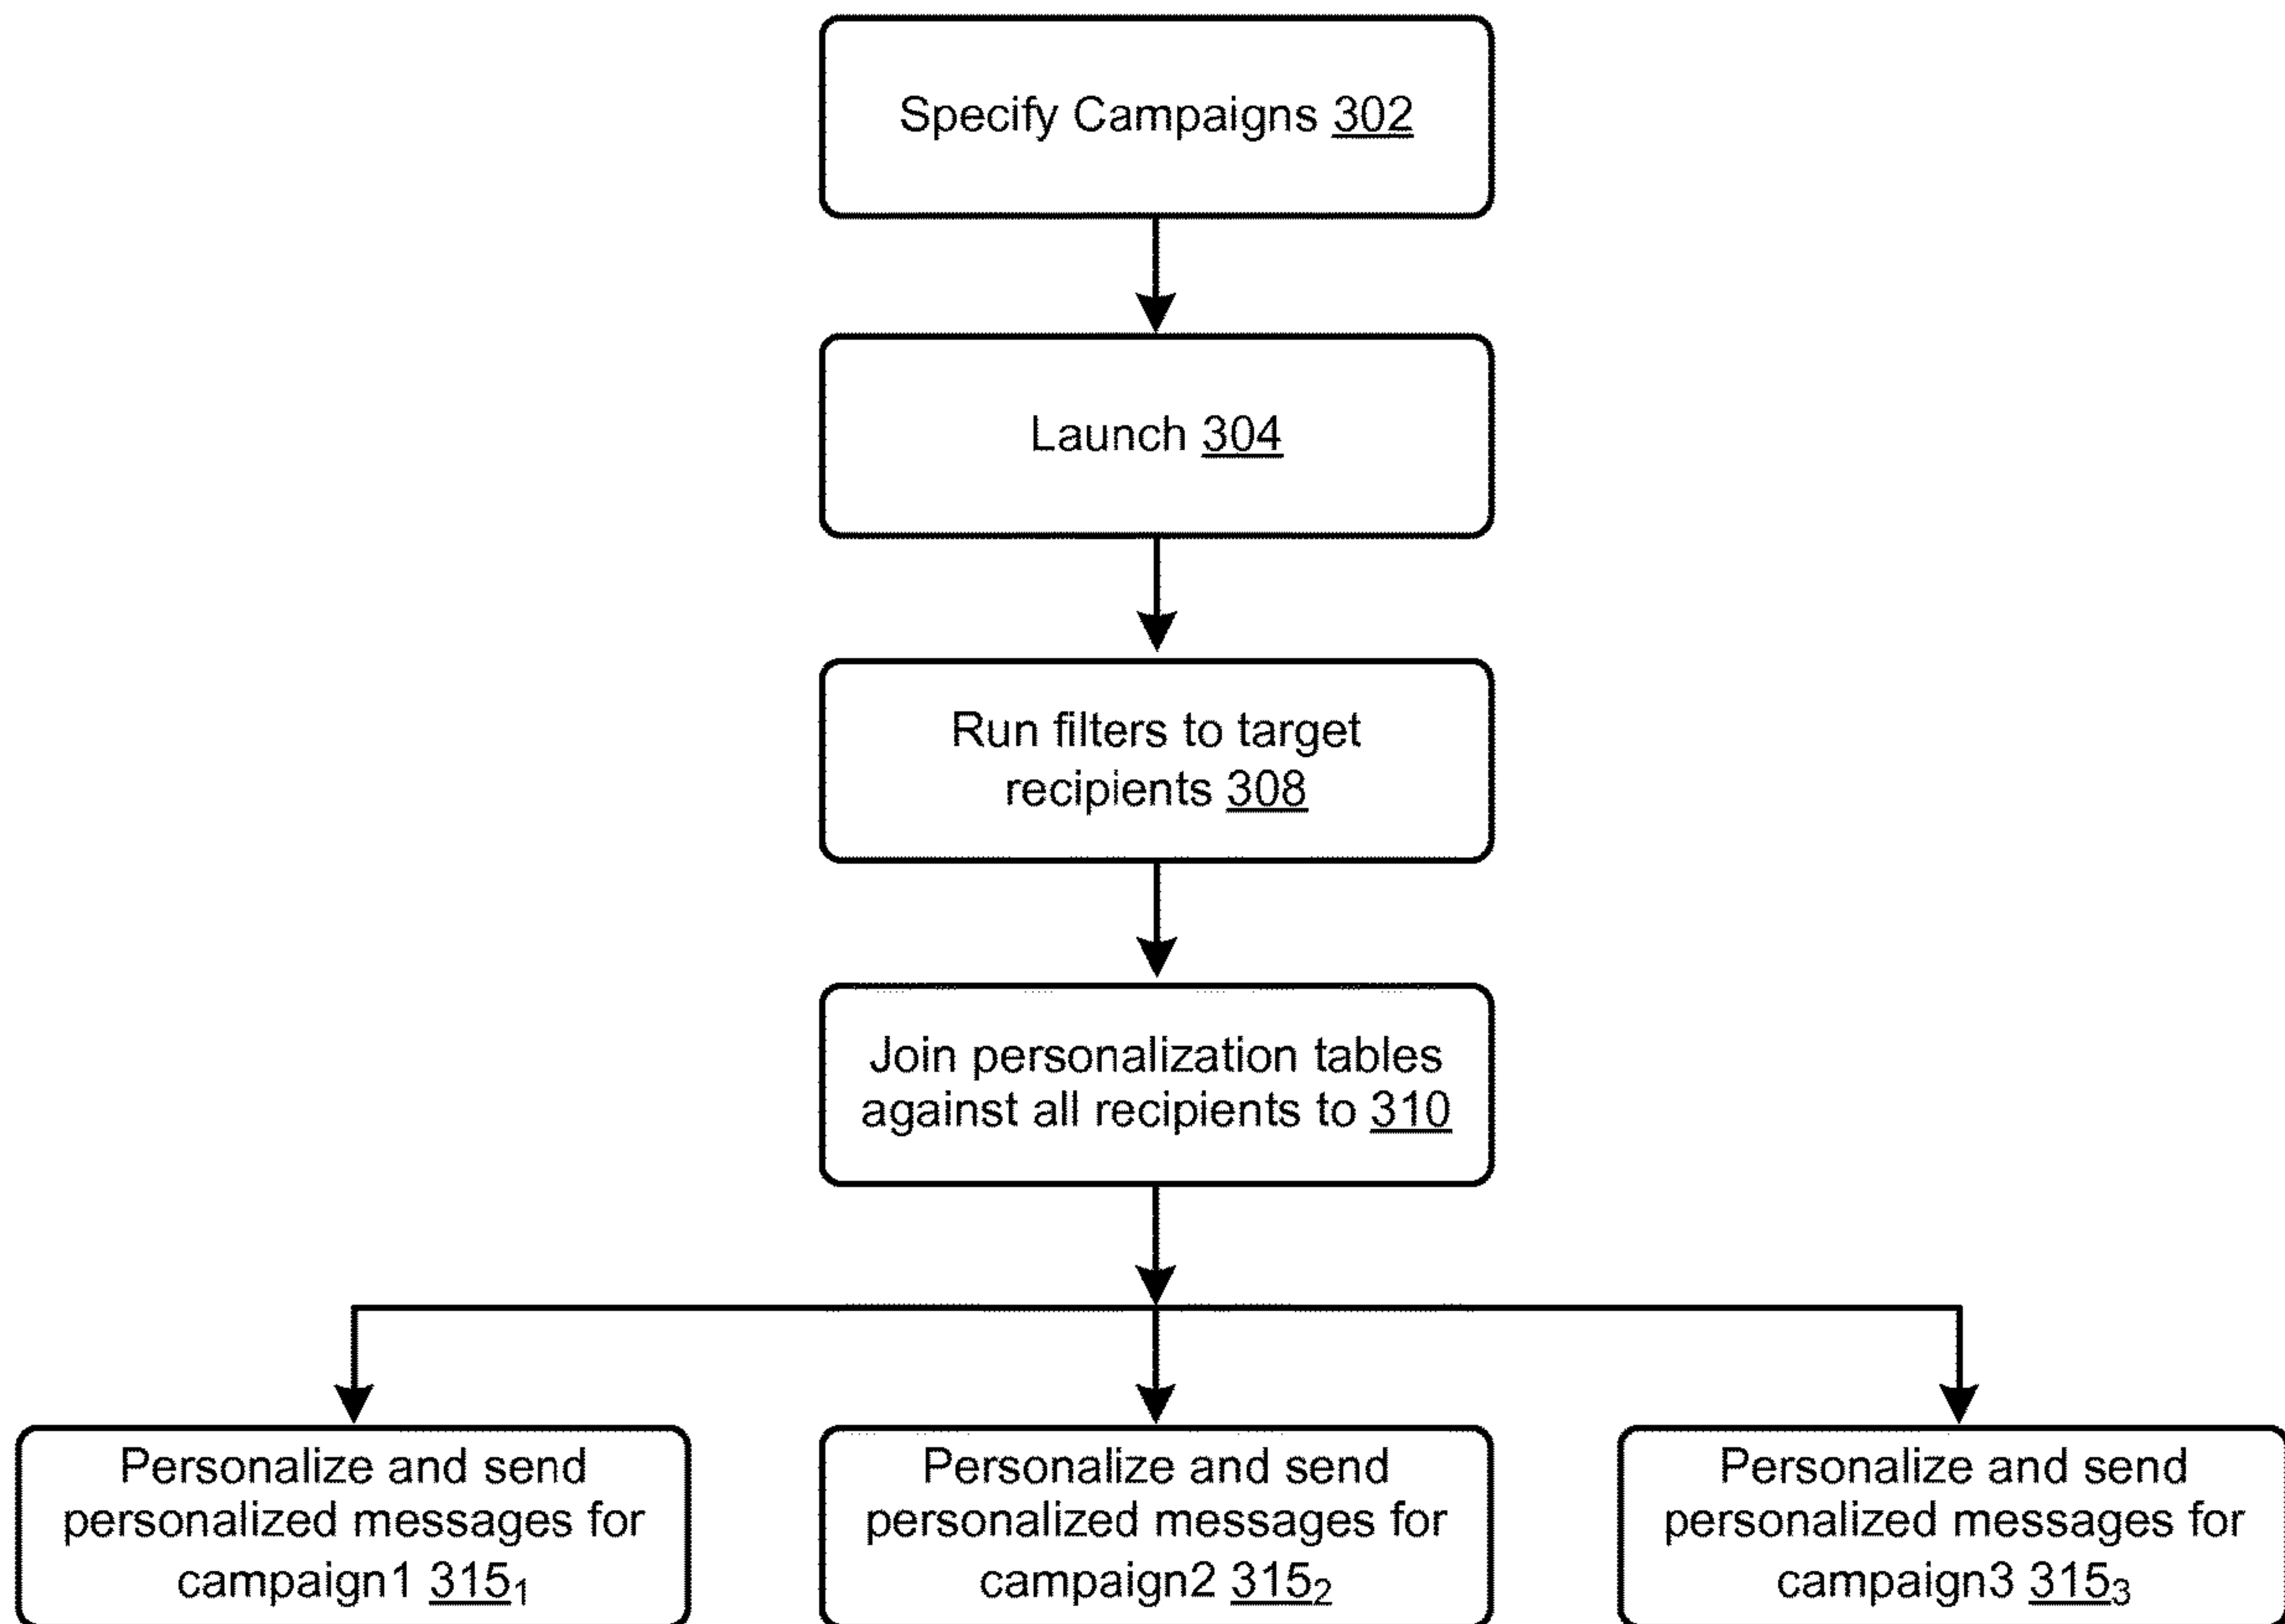 Specify Campaigns 302
Launch 304
Run filters to target
recipients 308
Join personalization tables
against all recipients to 310
Personalize and send
personalized messages for
campaign1 315₁
Personalize and send
personalized messages for
campaign2 315₂
Personalize and send
personalized messages for
campaign3 315₃